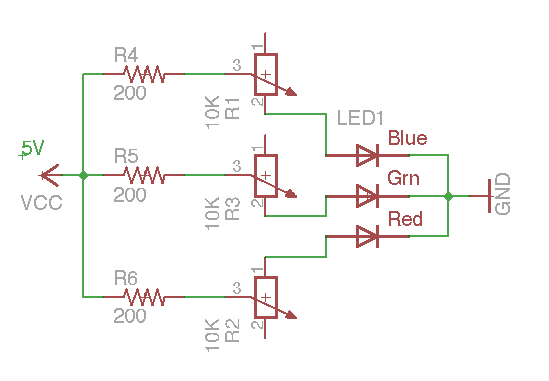 5V
VCC
R4
200
R5
200
R6
200
3
1
2
10K
R1
3
1
2
10K
R3
3
1
2
10K
R2
LED1
Blue
Grn
Red
GND